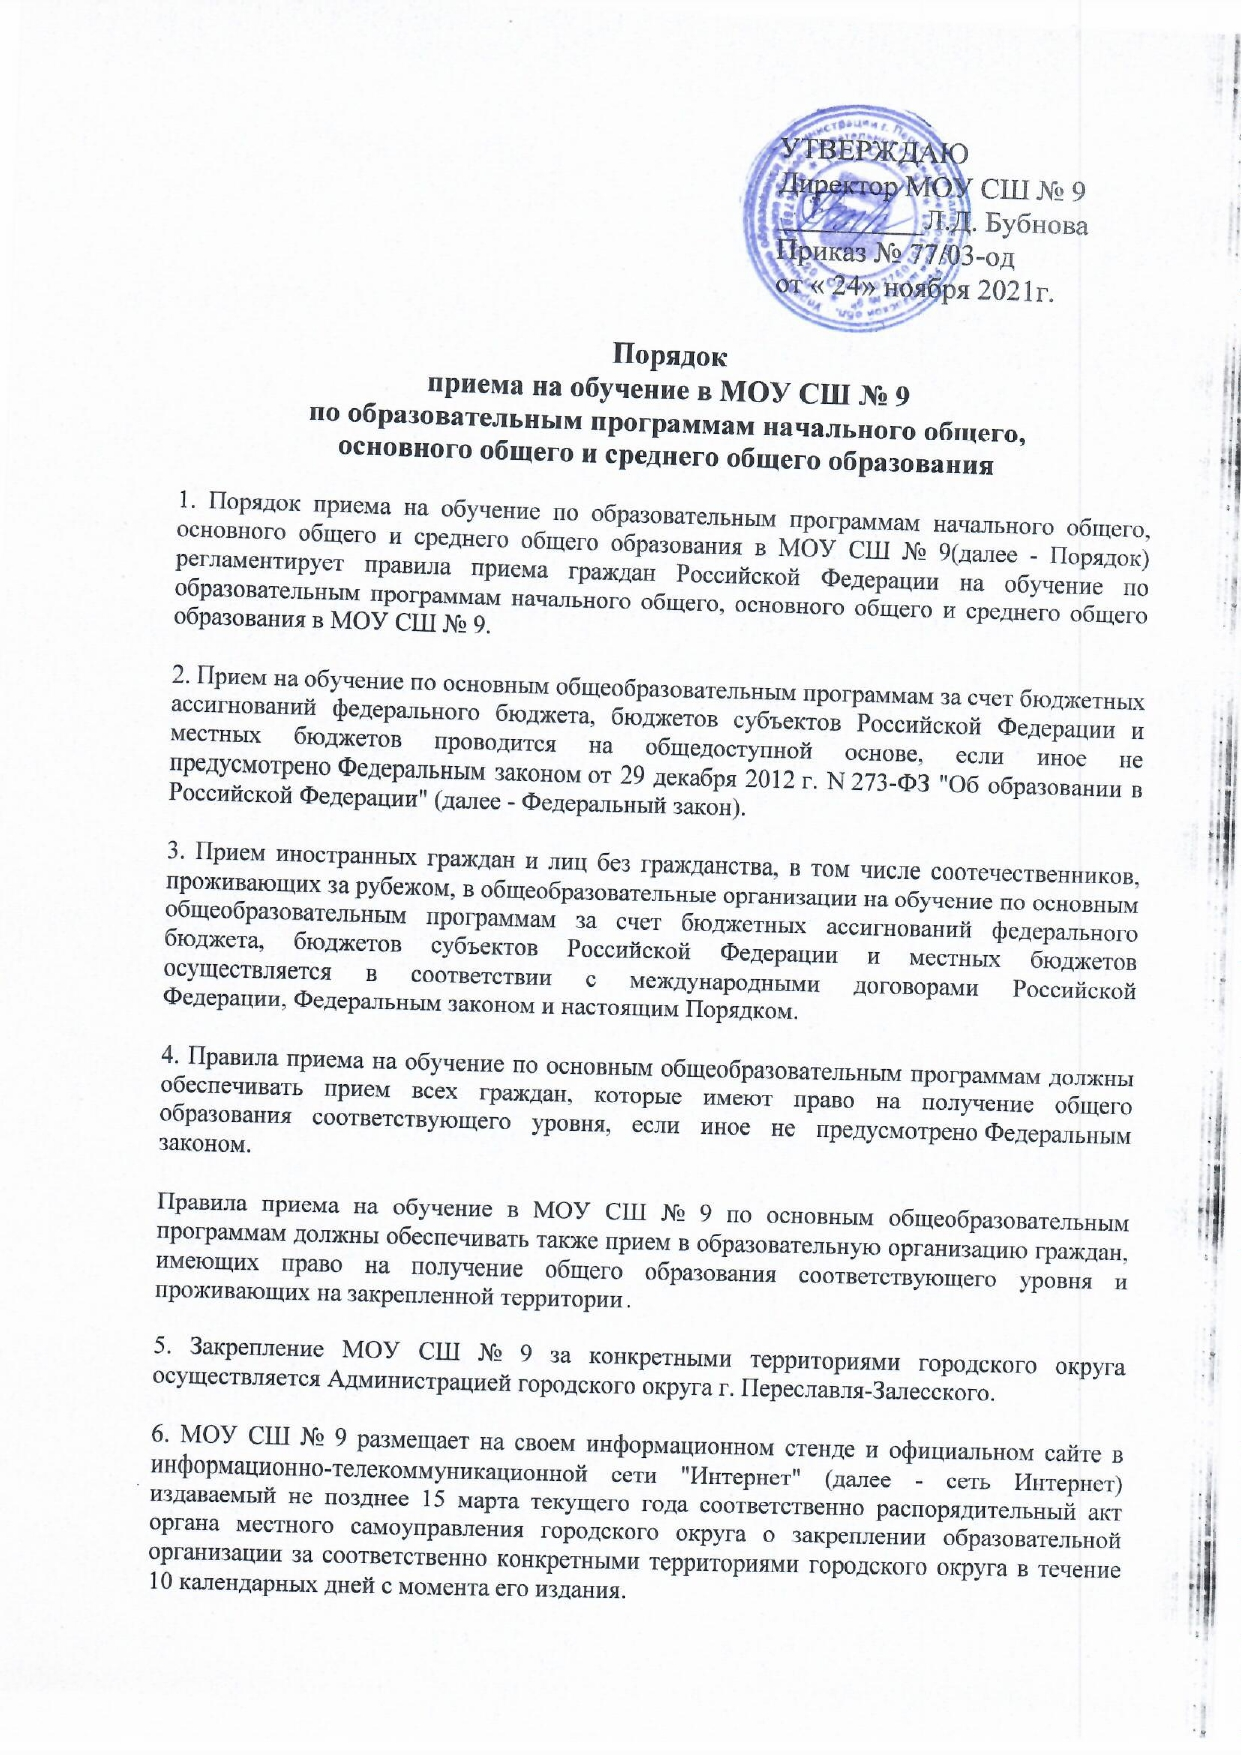 УТВЕРЖДАЮ
Директор МОУ СШ № 9
__________Л.Д. Бубнова
Приказ № 77/03-од
от « 24» ноября 2021г.
Порядок
приема на обучение в МОУ СШ № 9
по образовательным программам начального общего,
основного общего и среднего общего образования
1. Порядок приема на обучение по образовательным программам начального общего,
основного общего и среднего общего образования в МОУ СШ № 9(далее - Порядок)
регламентирует правила приема граждан Российской Федерации на обучение по
образовательным программам начального общего, основного общего и среднего общего
образования в МОУ СШ № 9.
2. Прием на обучение по основным общеобразовательным программам за счет бюджетных
ассигнований федерального бюджета, бюджетов субъектов Российской Федерации и
местных бюджетов проводится на общедоступной основе, если иное не
предусмотрено Федеральным законом от 29 декабря 2012 г. N 273-ФЗ "Об образовании в
Российской Федерации" (далее - Федеральный закон).
3. Прием иностранных граждан и лиц без гражданства, в том числе соотечественников,
проживающих за рубежом, в общеобразовательные организации на обучение по основным
общеобразовательным программам за счет бюджетных ассигнований федерального
бюджета, бюджетов субъектов Российской Федерации и местных бюджетов
осуществляется в соответствии с международными договорами Российской
Федерации, Федеральным законом и настоящим Порядком.
4. Правила приема на обучение по основным общеобразовательным программам должны
обеспечивать прием всех граждан, которые имеют право на получение общего
образования соответствующего уровня, если иное не предусмотрено Федеральным
законом.
Правила приема на обучение в МОУ СШ № 9 по основным общеобразовательным
программам должны обеспечивать также прием в образовательную организацию граждан,
имеющих право на получение общего образования соответствующего уровня и
проживающих на закрепленной территории.
5. Закрепление МОУ СШ № 9 за конкретными территориями городского округа
осуществляется Администрацией городского округа г. Переславля-Залесского.
6. МОУ СШ № 9 размещает на своем информационном стенде и официальном сайте в
информационно-телекоммуникационной сети "Интернет" (далее - сеть Интернет)
издаваемый не позднее 15 марта текущего года соответственно распорядительный акт
органа местного самоуправления городского округа о закреплении образовательной
организации за соответственно конкретными территориями городского округа в течение
10 календарных дней с момента его издания.